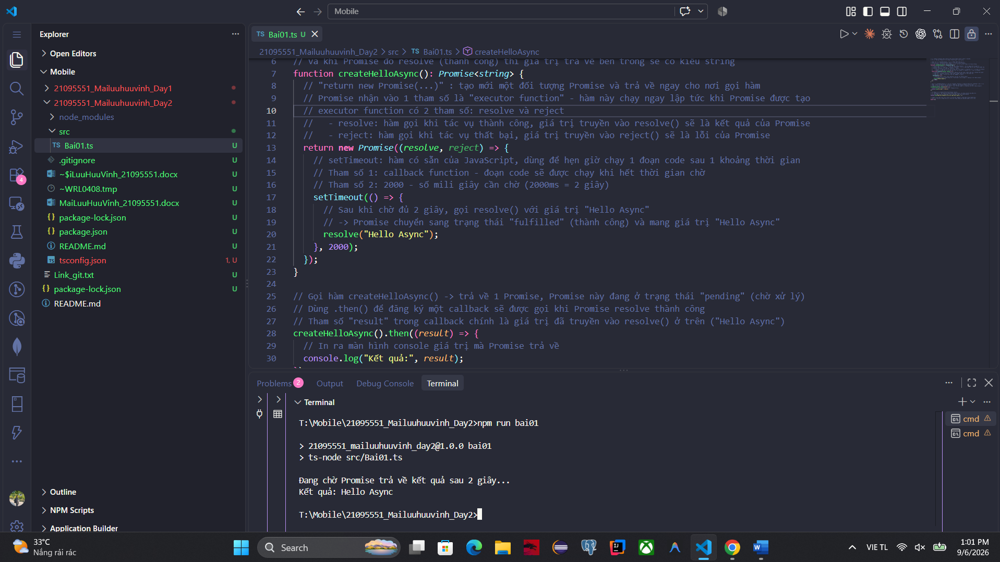 Mobile
Explorer
Open Editors
Mobile
21095551_Mailuuhuuvinh_Day1
21095551_Mailuuhuuvinh_Day2
node_modules
src
TS Bai01.ts U
.gitignore U
~$iLuuHuuVinh_21095551.docx U
~WRL0408.tmp U
MaiLuuHuuVinh_21095551.docx U
{} package-lock.json U
{} package.json U
README.md U
TS tsconfig.json 1, U
Link_git.txt U
{} package-lock.json U
README.md
Outline
NPM Scripts
Application Builder
4
TS Bai01.ts U
21095551_Mailuuhuuvinh_Day2 > src > TS Bai01.ts > createHelloAsync
6 // và khi Promise đó resolve (thành công) thì giá trị trả về bên trong sẽ có kiểu string
7 function createHelloAsync(): Promise<string> {
8 // "return new Promise(...)" : tạo mới một đối tượng Promise và trả về ngay cho nơi gọi hàm
9 // Promise nhận vào 1 tham số là "executor function" - hàm này chạy ngay lập tức khi Promise được tạo
10 // executor function có 2 tham số: resolve và reject
11 //   - resolve: hàm gọi khi tác vụ thành công, giá trị truyền vào resolve() sẽ là kết quả của Promise
12 //   - reject: hàm gọi khi tác vụ thất bại, giá trị truyền vào reject() sẽ là lỗi của Promise
13 return new Promise((resolve, reject) => {
14 // setTimeout: hàm có sẵn của JavaScript, dùng để hẹn giờ chạy 1 đoạn code sau 1 khoảng thời gian
15 // Tham số 1: callback function - đoạn code sẽ được chạy khi hết thời gian chờ
16 // Tham số 2: 2000 - số mili giây cần chờ (2000ms = 2 giây)
17 setTimeout(() => {
18 // Sau khi chờ đủ 2 giây, gọi resolve() với giá trị "Hello Async"
19 // -> Promise chuyển sang trạng thái "fulfilled" (thành công) và mang giá trị "Hello Async"
20 resolve("Hello Async");
21 }, 2000);
22 });
23 }
24
25 // Gọi hàm createHelloAsync() -> trả về 1 Promise, Promise này đang ở trạng thái "pending" (chờ xử lý)
26 // Dùng .then() để đăng ký một callback sẽ được gọi khi Promise resolve thành công
27 // Tham số "result" trong callback chính là giá trị đã truyền vào resolve() ở trên ("Hello Async")
28 createHelloAsync().then((result) => {
29 // In ra màn hình console giá trị mà Promise trả về
30 console.log("Kết quả:", result);
Problems 2 Output Debug Console Terminal
Terminal
T:\Mobile\21095551_Mailuuhuuvinh_Day2>npm run bai01
> 21095551_mailuuhuuvinh_day2@1.0.0 bai01
> ts-node src/Bai01.ts
Đang chờ Promise trả về kết quả sau 2 giây...
Kết quả: Hello Async
T:\Mobile\21095551_Mailuuhuuvinh_Day2>
cmd
cmd
33°C
Nắng rải rác
Search
VIE TL
1:01 PM
9/6/2026